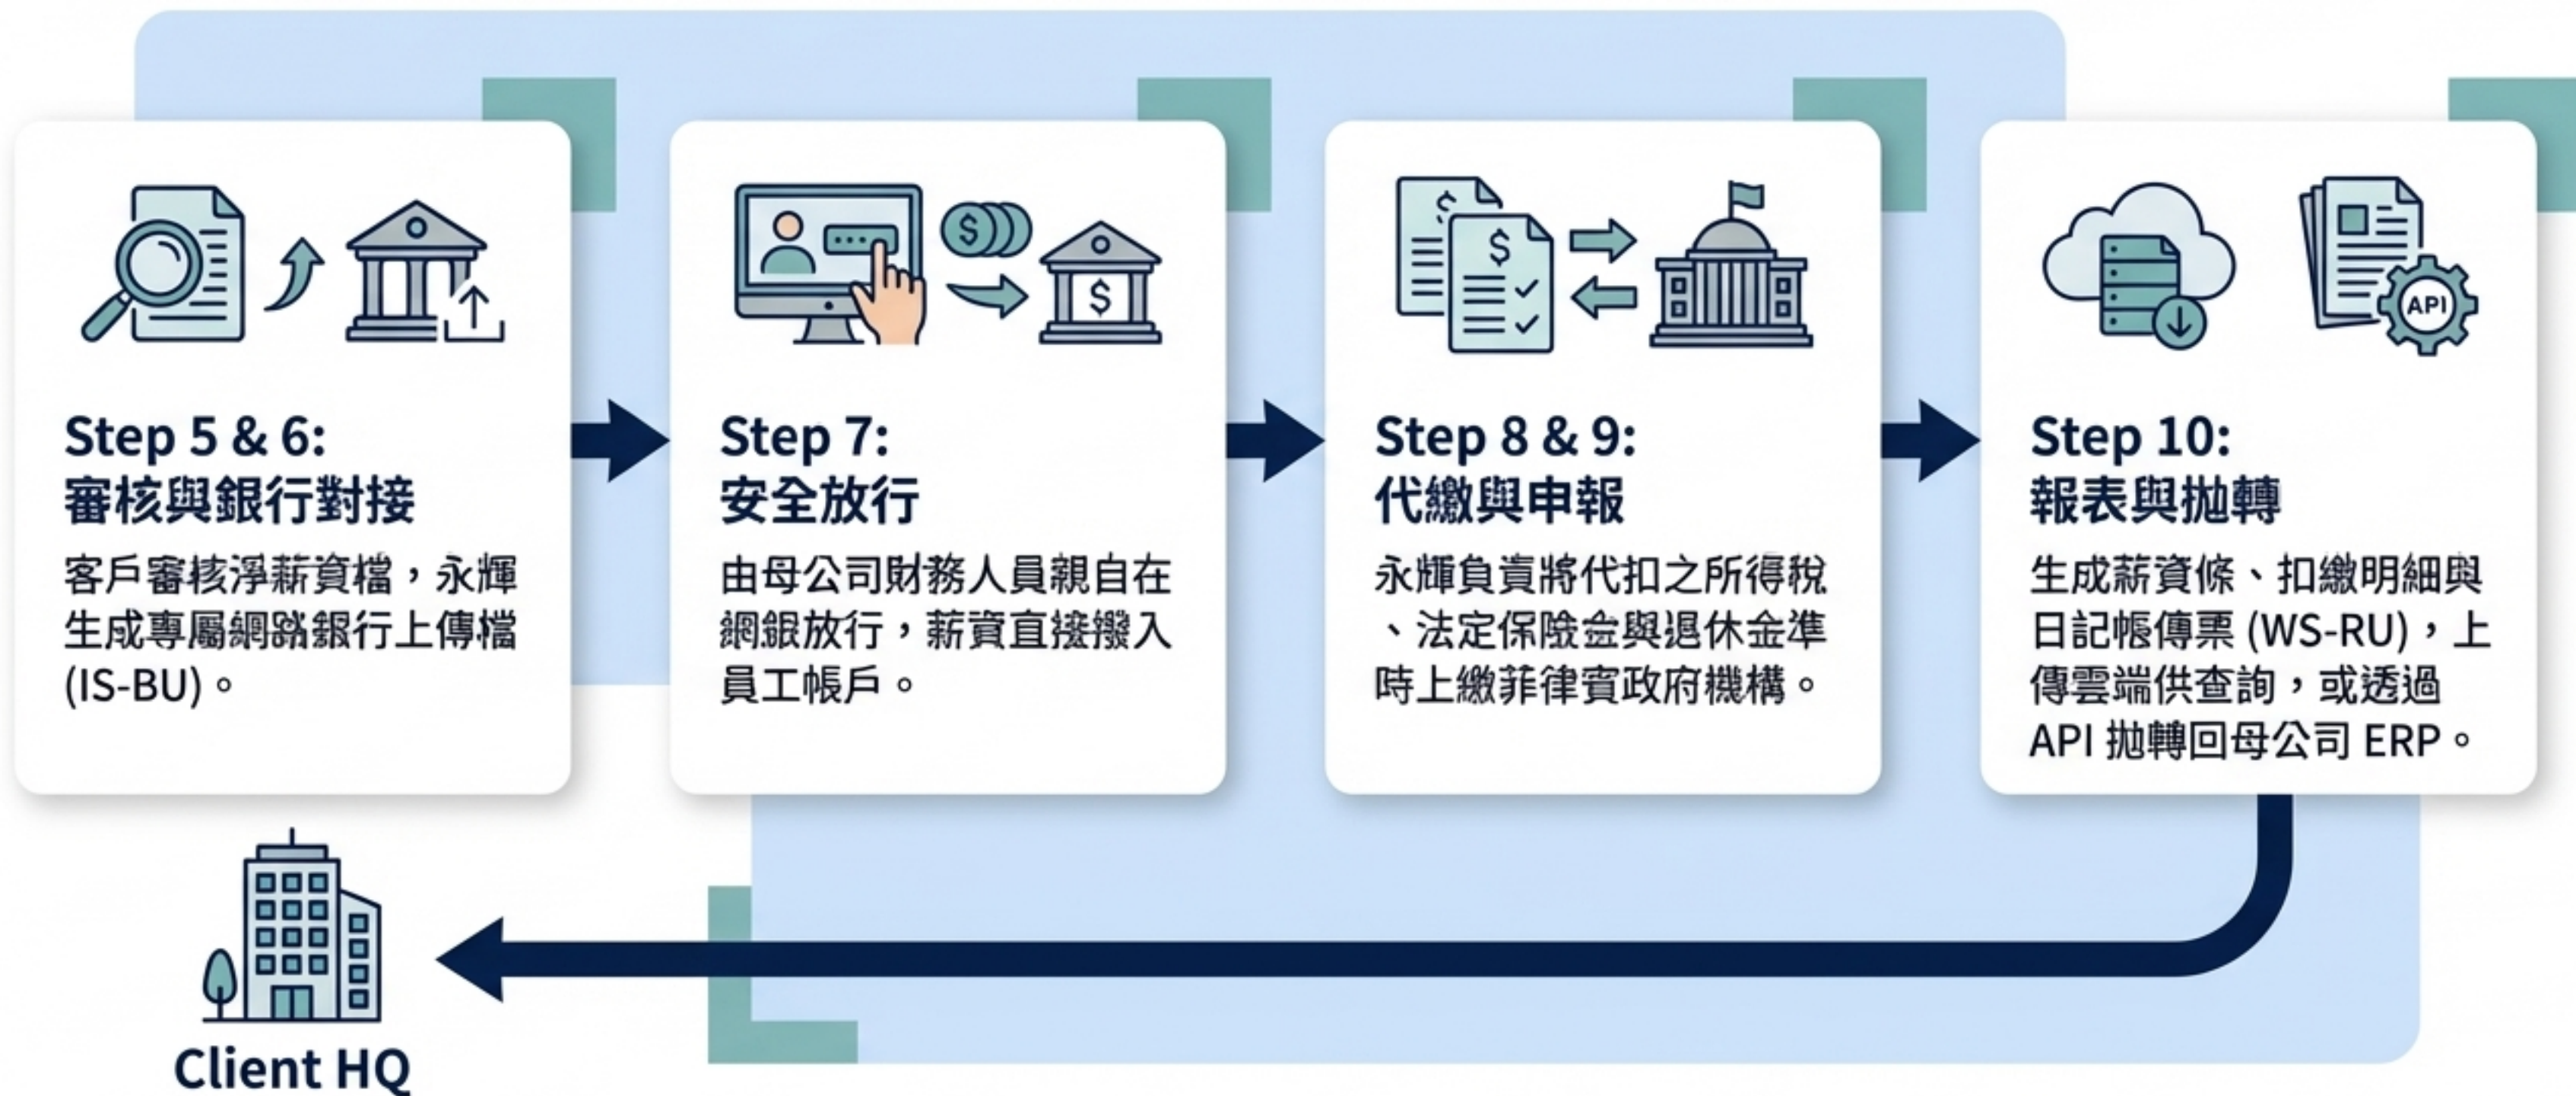 Step 5 & 6:
審核與銀行對接
客戶審核淨薪資檔，永輝
生成專屬網路銀行上傳檔
(IS-BU)。
Step 7:
安全放行
由母公司財務人員親自在
網銀放行，薪資直接撥入
員工帳戶。
Step 8 & 9:
代繳與申報
永輝負責將代扣之所得稅
、法定保險金與退休金準
時上繳菲律賓政府機構。
Step 10:
報表與拋轉
生成薪資條、扣繳明細與
日記帳傳票 (WS-RU)，上
傳雲端供查詢，或透過
API 拋轉回母公司 ERP。
API
Client HQ